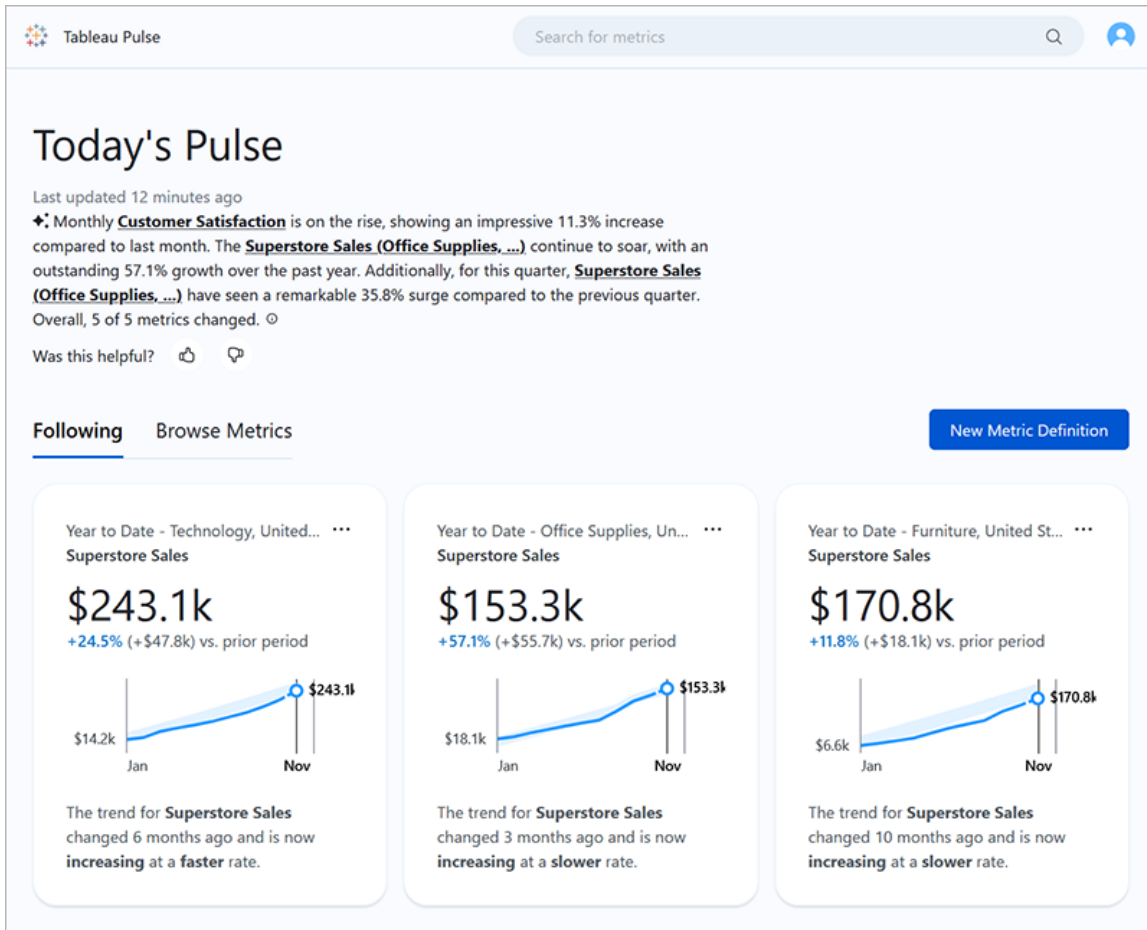 Tableau Pulse
Search for metrics
Today's Pulse
Last updated 12 minutes ago
Monthly Customer Satisfaction is on the rise, showing an impressive 11.3% increase
compared to last month. The Superstore Sales (Office Supplies, ...) continue to soar, with an
outstanding 57.1% growth over the past year. Additionally, for this quarter, Superstore Sales
(Office Supplies, ...) have seen a remarkable 35.8% surge compared to the previous quarter.
Overall, 5 of 5 metrics changed.
Was this helpful?
Following
Browse Metrics
New Metric Definition
Year to Date - Technology, United...
Superstore Sales
$243.1k
+24.5% (+$47.8k) vs. prior period
$243.1k
$14.2k
Jan
Nov
The trend for Superstore Sales
changed 6 months ago and is now
increasing at a faster rate.
Year to Date - Office Supplies, Un...
Superstore Sales
$153.3k
+57.1% (+$55.7k) vs. prior period
$153.3k
$18.1k
Jan
Nov
The trend for Superstore Sales
changed 3 months ago and is now
increasing at a slower rate.
Year to Date - Furniture, United St...
Superstore Sales
$170.8k
+11.8% (+$18.1k) vs. prior period
$170.8k
$6.6k
Jan
Nov
The trend for Superstore Sales
changed 10 months ago and is now
increasing at a slower rate.